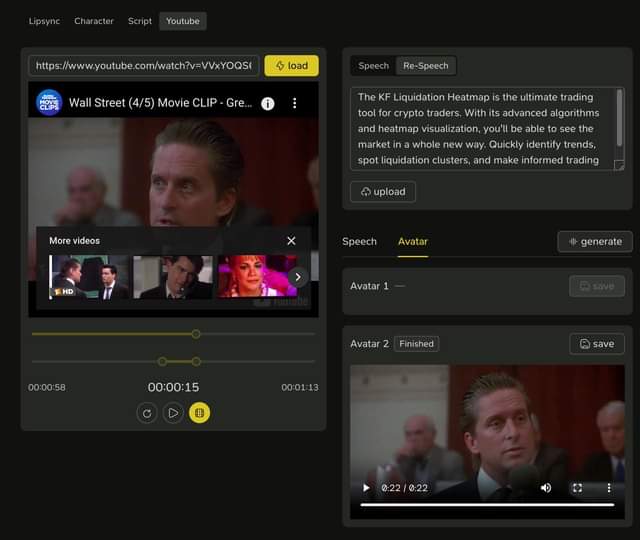 Lipsync Character Script Youtube
https://www.youtube.com/watch?v=VVxYOQS
load
MOVIE
CLIPS
Wall Street (4/5) Movie CLIP - Gre...
More videos
HD
00:00:58 00:00:15 00:01:13
Speech Re-Speech
The KF Liquidation Heatmap is the ultimate trading
tool for crypto traders. With its advanced algorithms
and heatmap visualization, you'll be able to see the
market in a whole new way. Quickly identify trends,
spot liquidation clusters, and make informed trading
upload
Speech Avatar generate
Avatar 1 — save
Avatar 2 Finished save
0:22 / 0:22